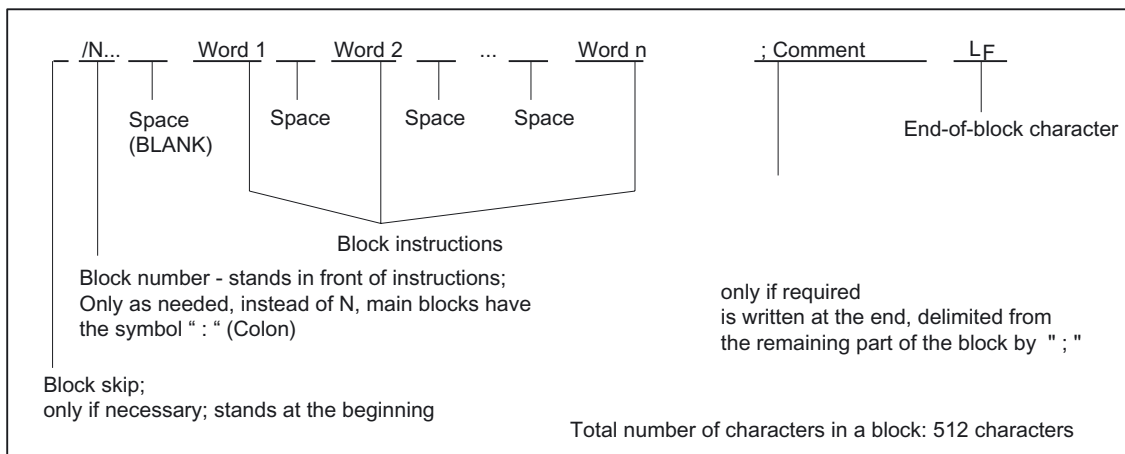 /N... Word 1 Word 2 ... Word n ; Comment LF
Space Space Space Space
(BLANK)
End-of-block character
Block instructions
Block number - stands in front of instructions;
Only as needed, instead of N, main blocks have
the symbol “ : “ (Colon)
only if required
is written at the end, delimited from
the remaining part of the block by " ; "
Block skip;
only if necessary; stands at the beginning
Total number of characters in a block: 512 characters